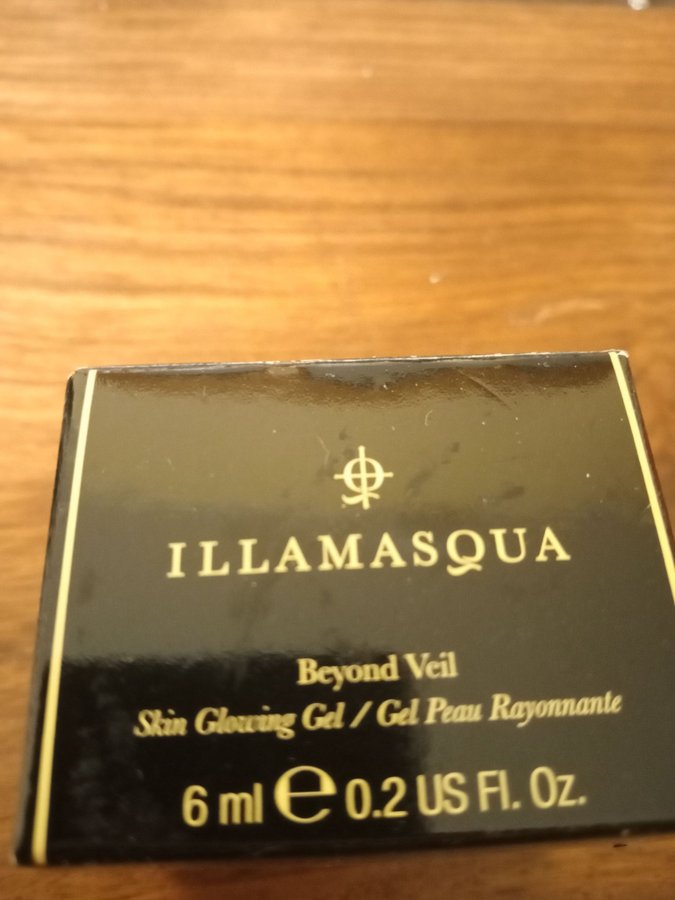 ILLAMASQUA
Beyond Veil
Skin Glowing Gel / Gel Peau Rayonnante
6 ml ℮ 0.2 US Fl. Oz.